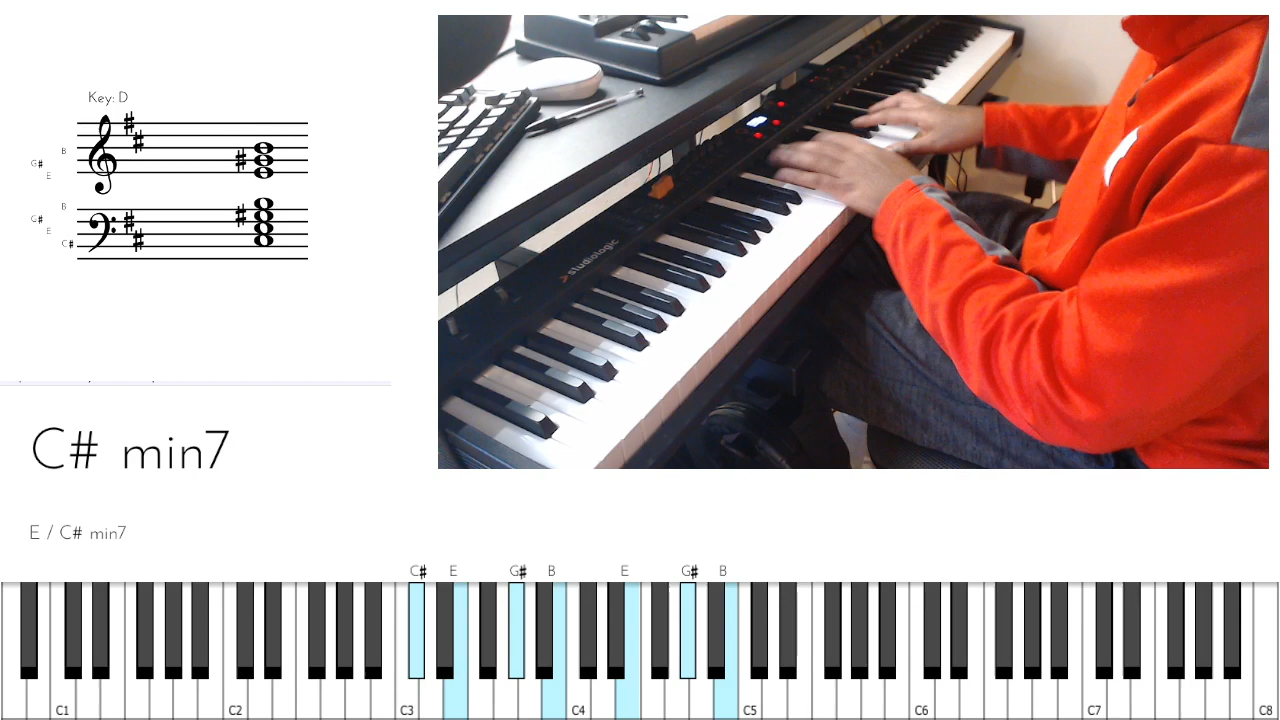 Key: D
B
G#
E
B
G#
E
C#
studiologic
C# min7
E / C# min7
C# E G# B E G# B
C1 C2 C3 C4 C5 C6 C7 C8